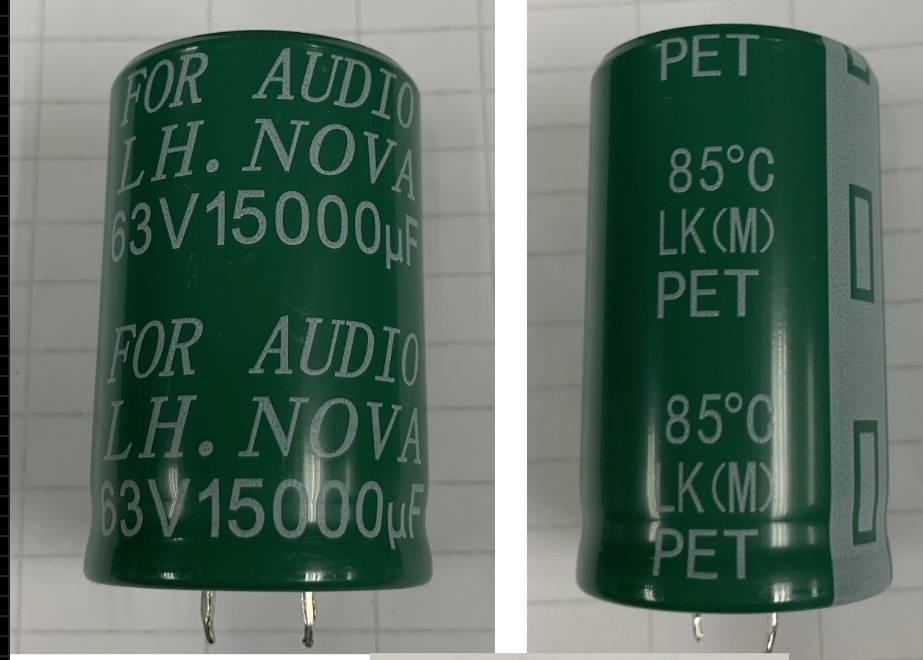 FOR AUDIO
LH. NOVA
63V15000µF
FOR AUDIO
LH. NOVA
63V15000µF
PET
85°C
LK(M)
PET
85°C
LK(M)
PET